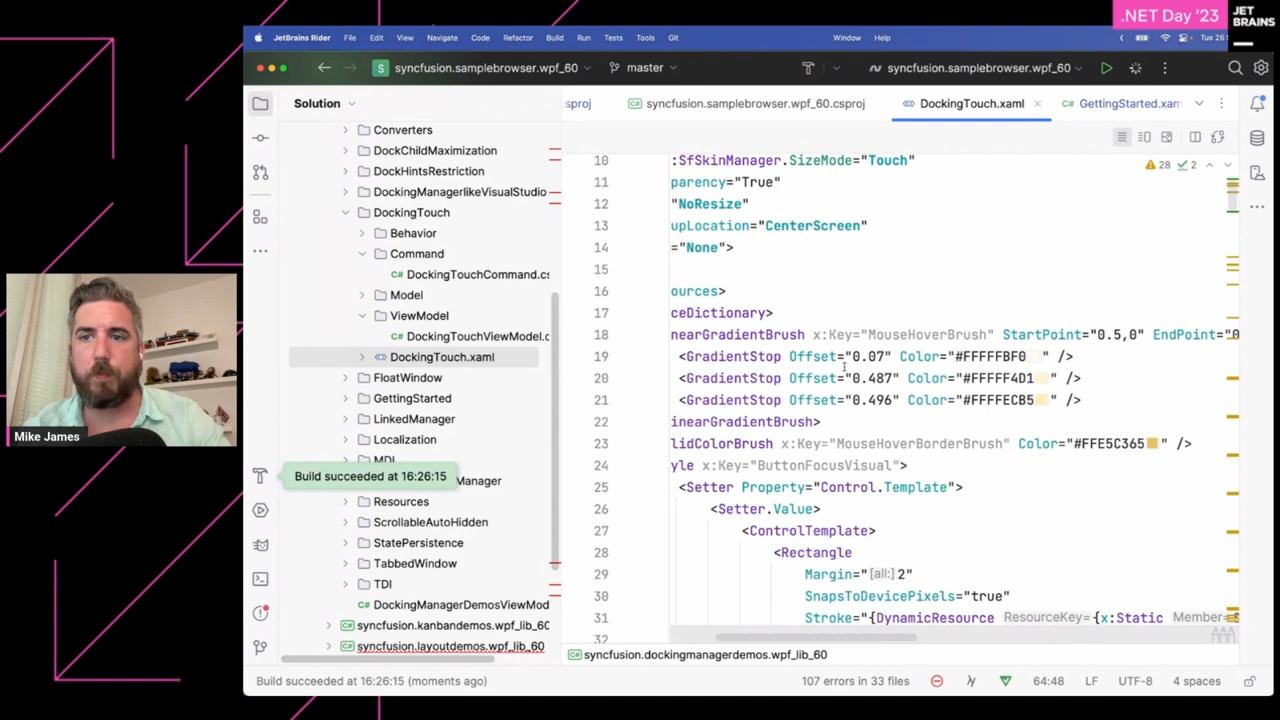 .NET Day '23
JET
BRAINS
JetBrains Rider File Edit View Navigate Code Refactor Build Run Tests Tools Git Window Help Tue 26
S syncfusion.samplebrowser.wpf_60 master syncfusion.samplebrowser.wpf_60
Solution
csproj syncfusion.samplebrowser.wpf_60.csproj DockingTouch.xaml GettingStarted.xam
28 2
Converters
DockChildMaximization
DockHintsRestriction
DockingManagerlikeVisualStudio
DockingTouch
Behavior
Command
C# DockingTouchCommand.cs
Model
ViewModel
C# DockingTouchViewModel.c
DockingTouch.xaml
FloatWindow
GettingStarted
LinkedManager
Localization
MDI
Manager
Resources
ScrollableAutoHidden
StatePersistence
TabbedWindow
TDI
C# DockingManagerDemosViewMod
C# syncfusion.kanbandemos.wpf_lib_60
C# syncfusion.layoutdemos.wpf_lib_60
Build succeeded at 16:26:15
10 :SfSkinManager.SizeMode="Touch"
11 parency="True"
12 "NoResize"
13 upLocation="CenterScreen"
14 ="None">
15
16 ources>
17 ceDictionary>
18 nearGradientBrush x:Key="MouseHoverBrush" StartPoint="0.5,0" EndPoint="0
19 <GradientStop Offset="0.07" Color="#FFFFFBF0" />
20 <GradientStop Offset="0.487" Color="#FFFFF4D1" />
21 <GradientStop Offset="0.496" Color="#FFFFECB5" />
22 inearGradientBrush>
23 lidColorBrush x:Key="MouseHoverBorderBrush" Color="#FFE5C365" />
24 yle x:Key="ButtonFocusVisual">
25 <Setter Property="Control.Template">
26 <Setter.Value>
27 <ControlTemplate>
28 <Rectangle
29 Margin="[all:]2"
30 SnapsToDevicePixels="true"
31 Stroke="{DynamicResource ResourceKey={x:Static Member=
32
C# syncfusion.dockingmanagerdemos.wpf_lib_60
Build succeeded at 16:26:15 (moments ago) 107 errors in 33 files 64:48 LF UTF-8 4 spaces
Mike James